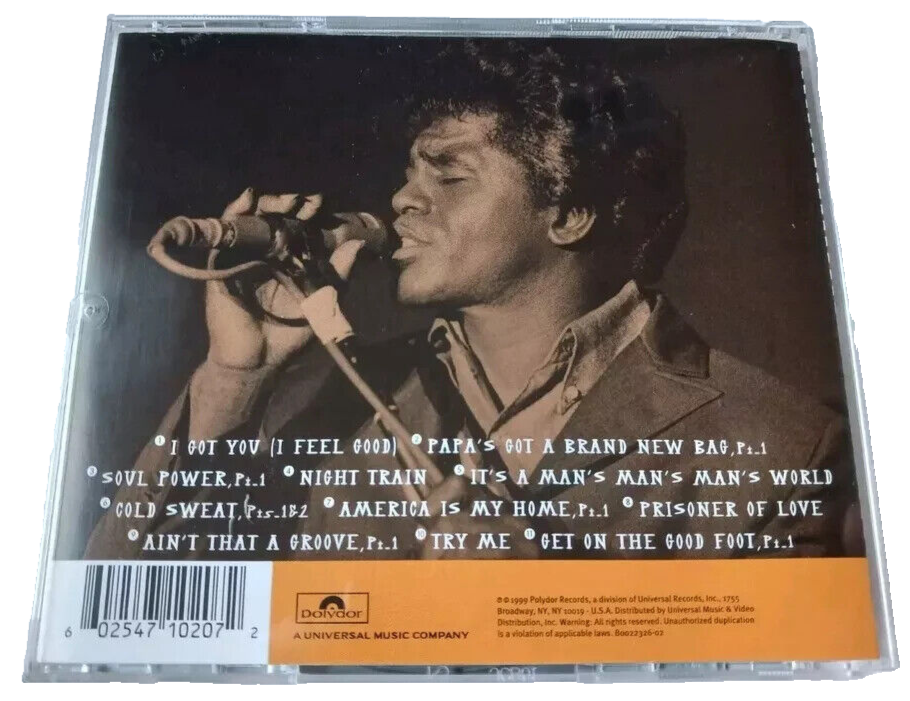 1 I GOT YOU (I FEEL GOOD) 2 PAPA'S GOT A BRAND NEW BAG, Pt. 1
3 SOUL POWER, Pt. 1 4 NIGHT TRAIN 5 IT'S A MAN'S MAN'S MAN'S WORLD
6 COLD SWEAT, Pts. 1&2 7 AMERICA IS MY HOME, Pt. 1 8 PRISONER OF LOVE
9 AIN'T THAT A GROOVE, Pt. 1 10 TRY ME 11 GET ON THE GOOD FOOT, Pt. 1
6 02547 10207 2
Polydor
A UNIVERSAL MUSIC COMPANY
℗© 1999 Polydor Records, a division of Universal Records, Inc., 1755
Broadway, NY, NY 10019 - U.S.A. Distributed by Universal Music & Video
Distribution, Inc. Warning: All rights reserved. Unauthorized duplication
is a violation of applicable laws. B0022326-02